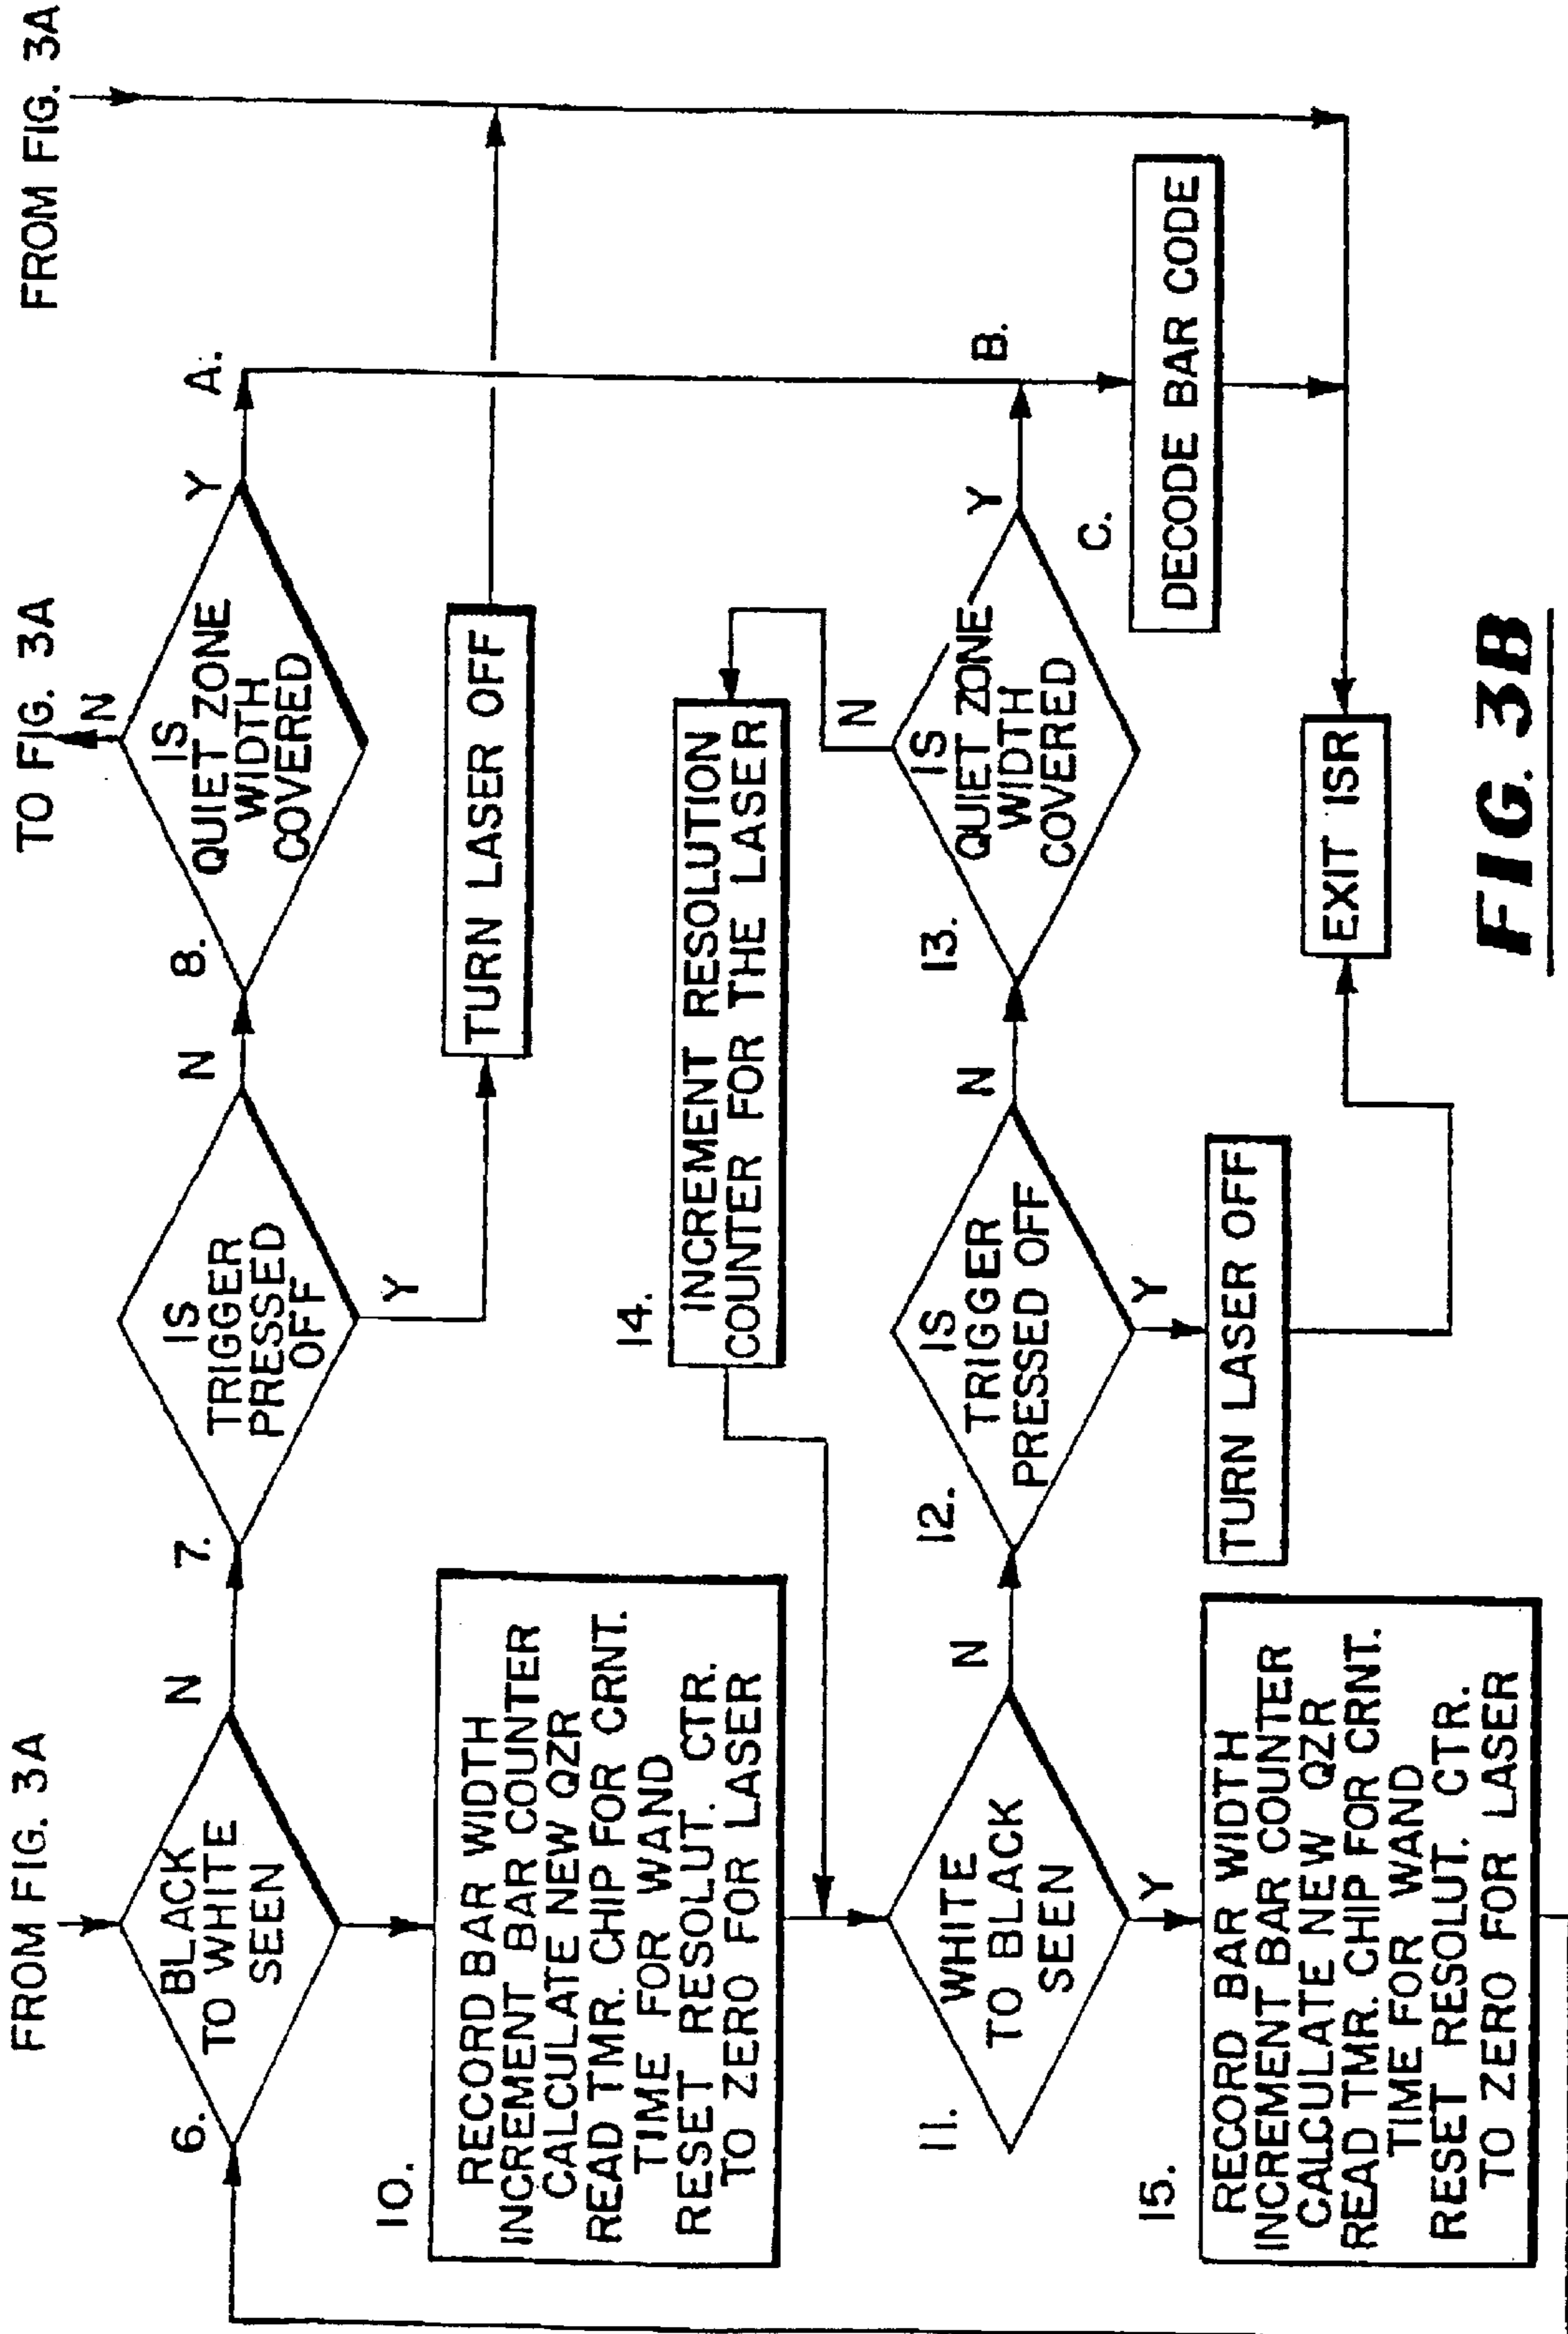 FROM FIG. 3A
TO FIG. 3A
FROM FIG. 3A
6.
BLACK
TO WHITE
SEEN
N
7.
IS
TRIGGER
PRESSED
OFF
N
Y
8.
IS
QUIET ZONE
WIDTH
COVERED
N
Y
A.
TURN LASER OFF
10.
RECORD BAR WIDTH
INCREMENT BAR COUNTER
CALCULATE NEW QZR
READ TMR. CHIP FOR CRNT.
TIME FOR WAND
RESET RESOLUT. CTR.
TO ZERO FOR LASER
14.
INCREMENT RESOLUTION
COUNTER FOR THE LASER
11.
WHITE
TO BLACK
SEEN
N
Y
12.
IS
TRIGGER
PRESSED OFF
N
Y
13.
IS
QUIET ZONE
WIDTH
COVERED
N
Y
B.
C.
DECODE BAR CODE
15.
RECORD BAR WIDTH
INCREMENT BAR COUNTER
CALCULATE NEW QZR
READ TMR. CHIP FOR CRNT.
TIME FOR WAND
RESET RESOLUT. CTR.
TO ZERO FOR LASER
TURN LASER OFF
EXIT ISR
FIG. 3B